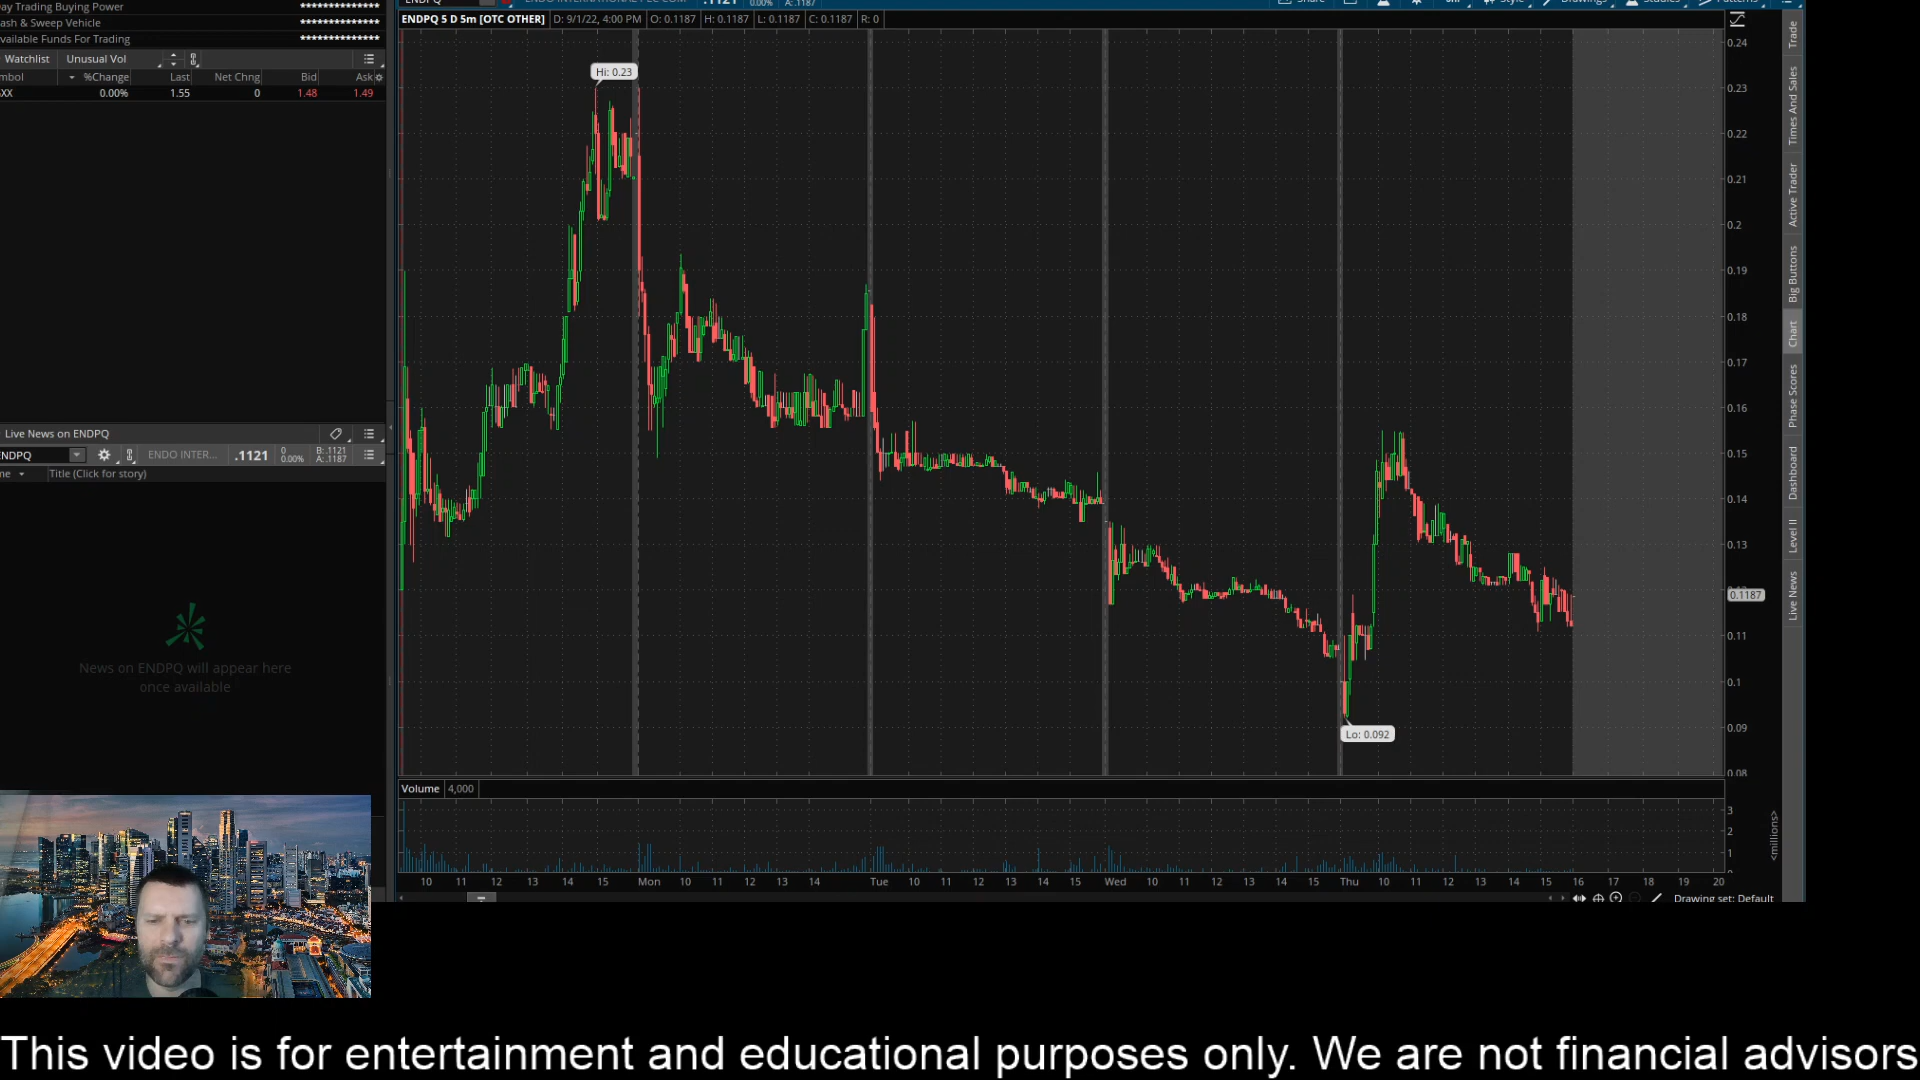 ay Trading Buying Power ***************
ash & Sweep Vehicle ***************
vailable Funds For Trading ***************
Watchlist Unusual Vol
mbol %Change Last Net Chng Bid Ask
XX 0.00% 1.55 0 1.48 1.49
Live News on ENDPQ
ENDPQ ENDO INTER... .1121 0 0.00% B: .1121 A: .1187
me Title (Click for story)
News on ENDPQ will appear here
once available
ENDPQ 5 D 5m [OTC OTHER] D: 9/1/22, 4:00 PM O: 0.1187 H: 0.1187 L: 0.1187 C: 0.1187 R: 0
Hi: 0.23
Lo: 0.092
0.24
0.23
0.22
0.21
0.2
0.19
0.18
0.17
0.16
0.15
0.14
0.13
0.1187
0.11
0.1
0.09
0.08
Volume 4,000
3
2
1
<millions>
10 11 12 13 14 15 Mon 10 11 12 13 14 Tue 10 11 12 13 14 15 Wed 10 11 12 13 14 15 Thu 10 11 12 13 14 15 16 17 18 19 20
Drawing set: Default
Trade
Times And Sales
Active Trader
Big Buttons
Chart
Phase Scores
Dashboard
Level II
Live News
This video is for entertainment and educational purposes only. We are not financial advisors